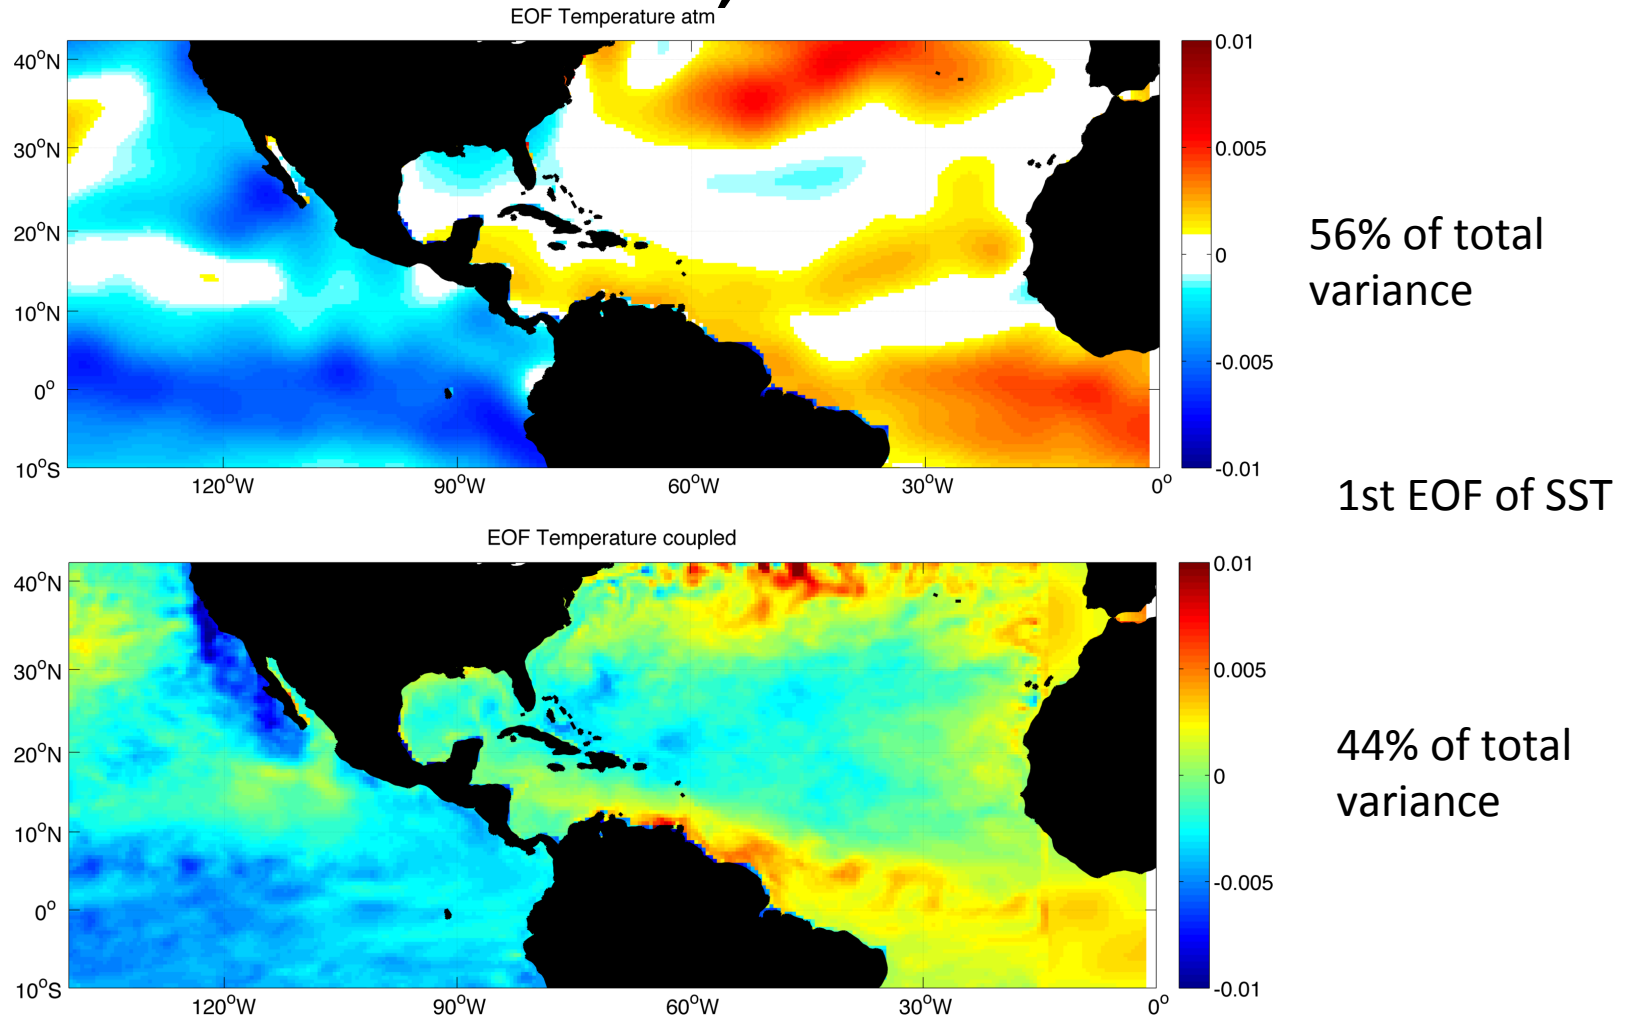 EOF Temperature atm
40°N
30°N
20°N
10°N
0°
10°S
120°W
90°W
60°W
30°W
0°
0.01
0.005
0
-0.005
-0.01
56% of total
variance
1st EOF of SST
EOF Temperature coupled
40°N
30°N
20°N
10°N
0°
10°S
120°W
90°W
60°W
30°W
0°
0.01
0.005
0
-0.005
-0.01
44% of total
variance